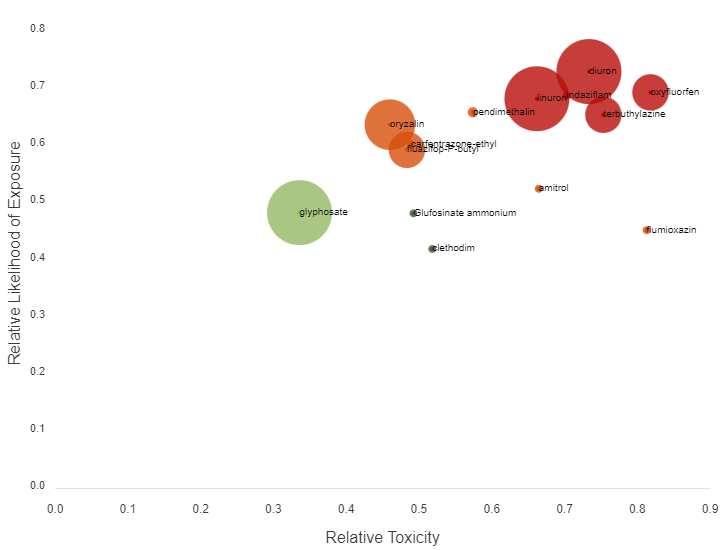 0.8
0.7
0.6
0.5
0.4
0.3
0.2
0.1
0.0
Relative Likelihood of Exposure
diuron
oxyfluorfen
linuron
indaziflam
terbuthylazine
pendimethalin
oryzalin
carfentrazone-ethyl
fluazifop-P-butyl
amitrol
glyphosate
Glufosinate ammonium
flumioxazin
clethodim
0.0 0.1 0.2 0.3 0.4 0.5 0.6 0.7 0.8 0.9
Relative Toxicity